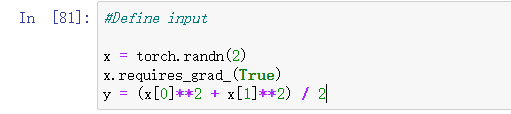 In [81]: #Define input
x = torch.randn(2)
x.requires_grad_(True)
y = (x[0]**2 + x[1]**2) / 2